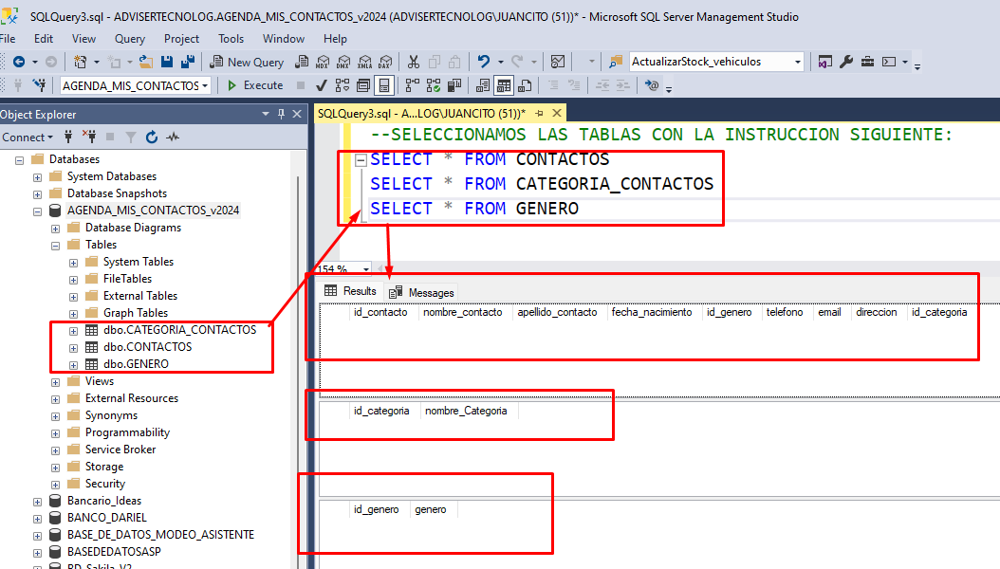 SQLQuery3.sql - ADVISERTECNOLOG.AGENDA_MIS_CONTACTOS_v2024 (ADVISERTECNOLOG\JUANCITO (51))* - Microsoft SQL Server Management Studio
File Edit View Query Project Tools Window Help
New Query MDX DMX XMLA DAX ActualizarStock_vehiculos
AGENDA_MIS_CONTACTOS Execute
Object Explorer
Connect
Databases
System Databases
Database Snapshots
AGENDA_MIS_CONTACTOS_v2024
Database Diagrams
Tables
System Tables
FileTables
External Tables
Graph Tables
dbo.CATEGORIA_CONTACTOS
dbo.CONTACTOS
dbo.GENERO
Views
External Resources
Synonyms
Programmability
Service Broker
Storage
Security
Bancario_Ideas
BANCO_DARIEL
BASE_DE_DATOS_MODEO_ASISTENTE
BASEDEDATOSASP
BD_Sakila_V2
SQLQuery3.sql - A...LOG\JUANCITO (51))*
--SELECCIONAMOS LAS TABLAS CON LA INSTRUCCION SIGUIENTE:
SELECT * FROM CONTACTOS
SELECT * FROM CATEGORIA_CONTACTOS
SELECT * FROM GENERO
154 %
Results Messages
id_contacto nombre_contacto apellido_contacto fecha_nacimiento id_genero telefono email direccion id_categoria
id_categoria nombre_Categoria
id_genero genero